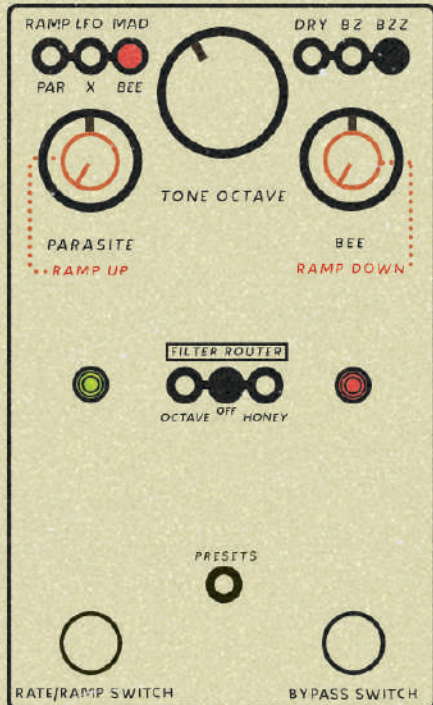 RAMP LFO MAD
DRY BZ BZZ
PAR X BEE
TONE OCTAVE
PARASITE
BEE
RAMP UP
RAMP DOWN
FILTER ROUTER
OCTAVE OFF HONEY
PRESETS
RATE/RAMP SWITCH
BYPASS SWITCH